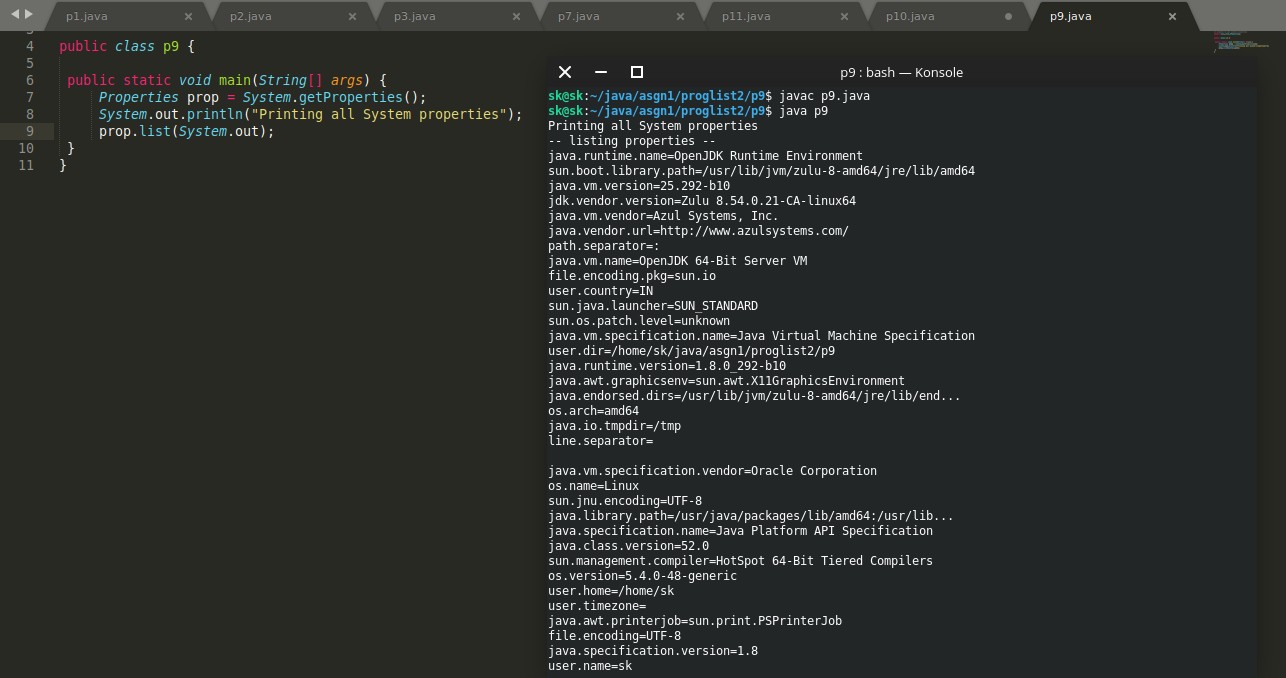 p1.java
p2.java
p3.java
p7.java
p11.java
p10.java
p9.java
4 public class p9 {
5
6 public static void main(String[] args) {
7 Properties prop = System.getProperties();
8 System.out.println("Printing all System properties");
9 prop.list(System.out);
10 }
11 }
p9 : bash — Konsole
sk@sk:~/java/asgn1/proglist2/p9$ javac p9.java
sk@sk:~/java/asgn1/proglist2/p9$ java p9
Printing all System properties
-- listing properties --
java.runtime.name=OpenJDK Runtime Environment
sun.boot.library.path=/usr/lib/jvm/zulu-8-amd64/jre/lib/amd64
java.vm.version=25.292-b10
jdk.vendor.version=Zulu 8.54.0.21-CA-linux64
java.vm.vendor=Azul Systems, Inc.
java.vendor.url=http://www.azulsystems.com/
path.separator=:
java.vm.name=OpenJDK 64-Bit Server VM
file.encoding.pkg=sun.io
user.country=IN
sun.java.launcher=SUN_STANDARD
sun.os.patch.level=unknown
java.vm.specification.name=Java Virtual Machine Specification
user.dir=/home/sk/java/asgn1/proglist2/p9
java.runtime.version=1.8.0_292-b10
java.awt.graphicsenv=sun.awt.X11GraphicsEnvironment
java.endorsed.dirs=/usr/lib/jvm/zulu-8-amd64/jre/lib/end...
os.arch=amd64
java.io.tmpdir=/tmp
line.separator=
java.vm.specification.vendor=Oracle Corporation
os.name=Linux
sun.jnu.encoding=UTF-8
java.library.path=/usr/java/packages/lib/amd64:/usr/lib...
java.specification.name=Java Platform API Specification
java.class.version=52.0
sun.management.compiler=HotSpot 64-Bit Tiered Compilers
os.version=5.4.0-48-generic
user.home=/home/sk
user.timezone=
java.awt.printerjob=sun.print.PSPrinterJob
file.encoding=UTF-8
java.specification.version=1.8
user.name=sk